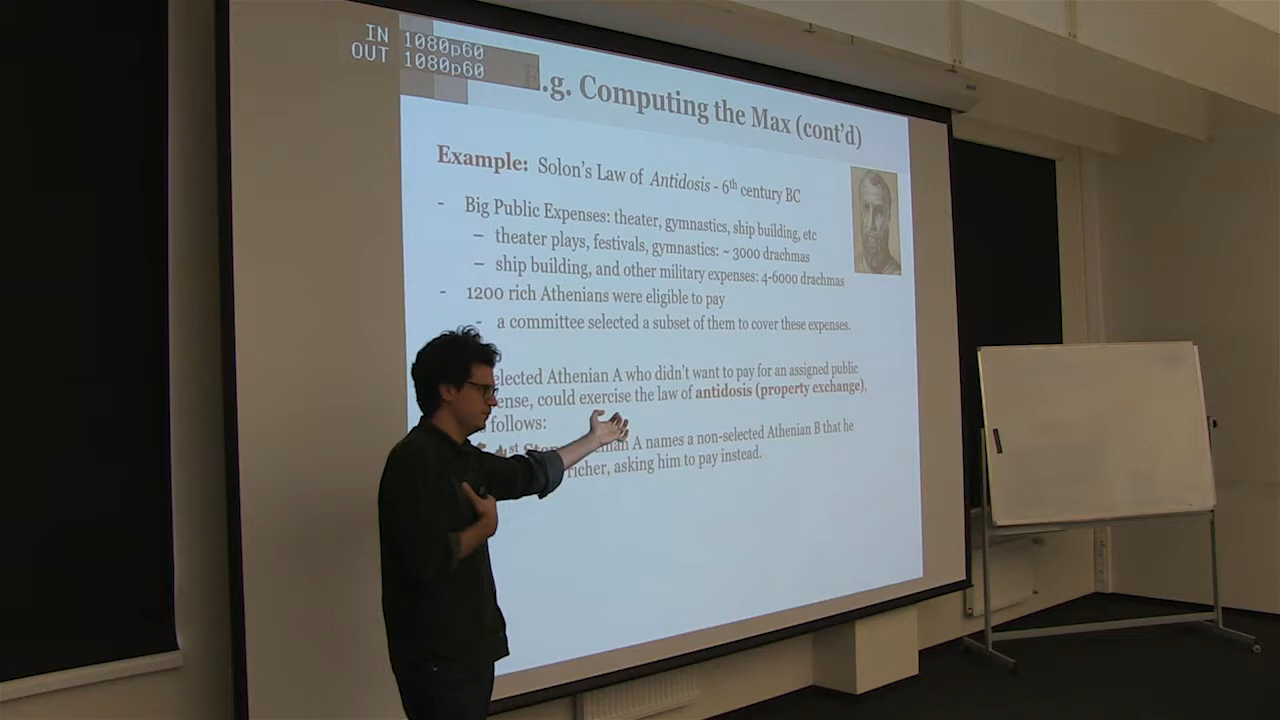 IN 1080p60
OUT 1080p60
.g. Computing the Max (cont'd)
Example: Solon's Law of Antidosis - 6th century BC
- Big Public Expenses: theater, gymnastics, ship building, etc
– theater plays, festivals, gymnastics: ~ 3000 drachmas
– ship building, and other military expenses: 4-6000 drachmas
- 1200 rich Athenians were eligible to pay
- a committee selected a subset of them to cover these expenses.
elected Athenian A who didn't want to pay for an assigned public
ense, could exercise the law of antidosis (property exchange),
follows:
1st Step A names a non-selected Athenian B that he
richer, asking him to pay instead.